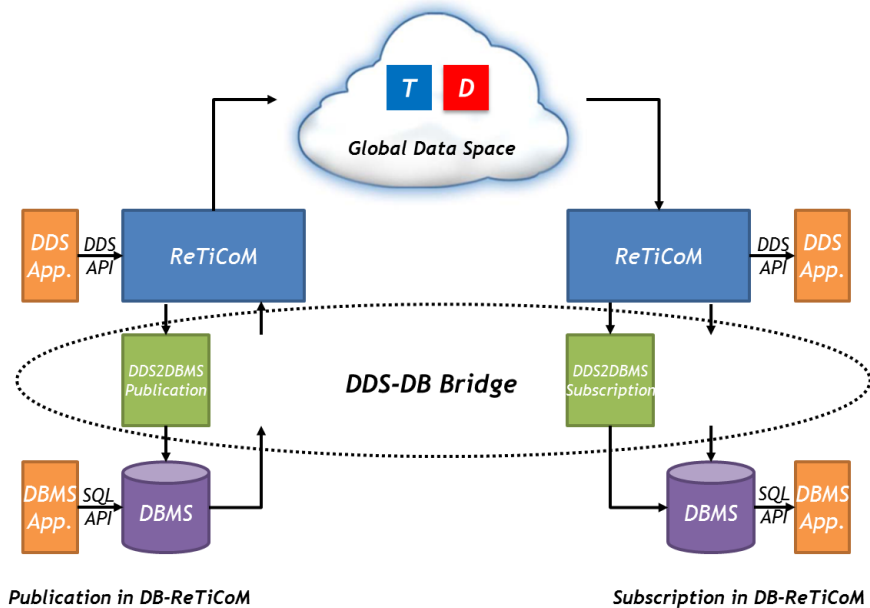 T D
Global Data Space
DDS
App.
DDS
API
ReTiCoM
ReTiCoM
DDS
API
DDS
App.
DDS2DBMS
Publication
DDS-DB Bridge
DDS2DBMS
Subscription
DBMS
App.
SQL
API
DBMS
DBMS
SQL
API
DBMS
App.
Publication in DB-ReTiCoM
Subscription in DB-ReTiCoM